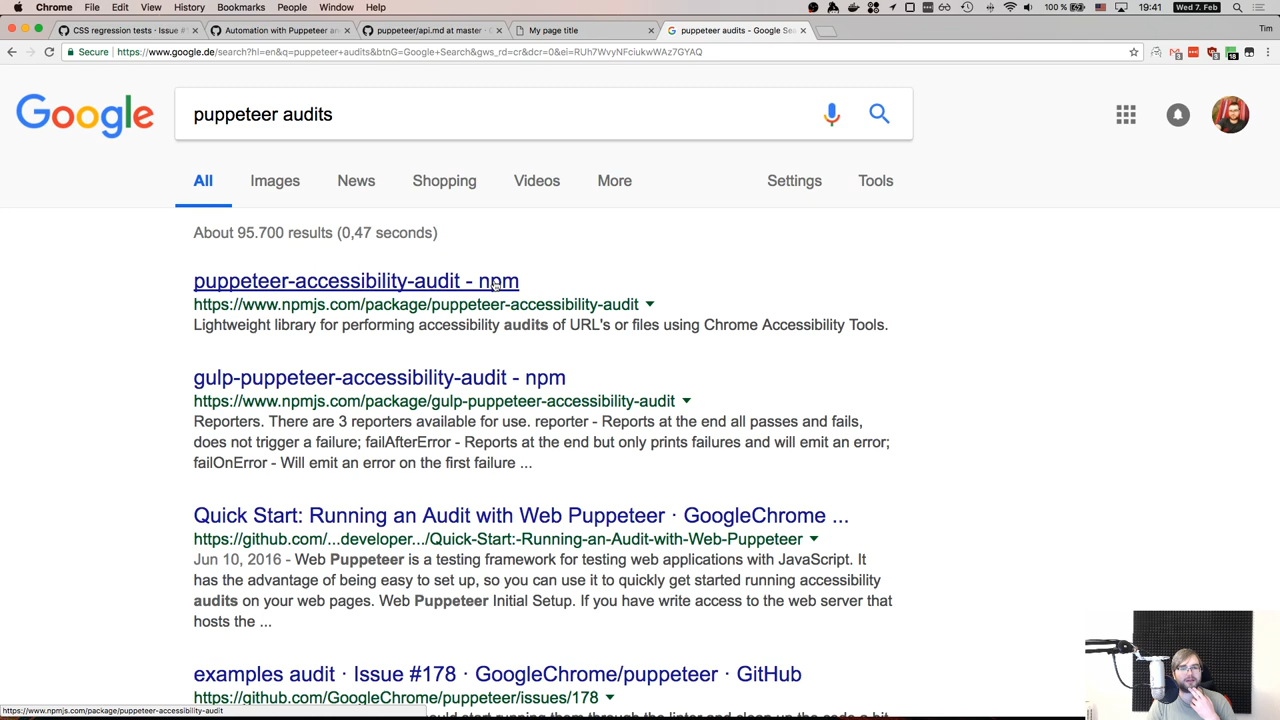 Chrome File Edit View History Bookmarks People Window Help 100 % Wed 7. Feb 19:41
CSS regression tests · Issue # Automation with Puppeteer an puppeteer/api.md at master · My page title puppeteer audits - Google Sea Tim
Secure https://www.google.de/search?hl=en&q=puppeteer+audits&btnG=Google+Search&gws_rd=cr&dcr=0&ei=RUh7WvyNFciukwWAz7GYAQ
Google puppeteer audits
All Images News Shopping Videos More Settings Tools
About 95.700 results (0,47 seconds)
puppeteer-accessibility-audit - npm
https://www.npmjs.com/package/puppeteer-accessibility-audit
Lightweight library for performing accessibility audits of URL's or files using Chrome Accessibility Tools.
gulp-puppeteer-accessibility-audit - npm
https://www.npmjs.com/package/gulp-puppeteer-accessibility-audit
Reporters. There are 3 reporters available for use. reporter - Reports at the end all passes and fails,
does not trigger a failure; failAfterError - Reports at the end but only prints failures and will emit an error;
failOnError - Will emit an error on the first failure ...
Quick Start: Running an Audit with Web Puppeteer · GoogleChrome ...
https://github.com/...developer.../Quick-Start:-Running-an-Audit-with-Web-Puppeteer
Jun 10, 2016 - Web Puppeteer is a testing framework for testing web applications with JavaScript. It
has the advantage of being easy to set up, so you can use it to quickly get started running accessibility
audits on your web pages. Web Puppeteer Initial Setup. If you have write access to the web server that
hosts the ...
examples audit · Issue #178 · GoogleChrome/puppeteer · GitHub
https://github.com/GoogleChrome/puppeteer/issues/178
https://www.npmjs.com/package/puppeteer-accessibility-audit